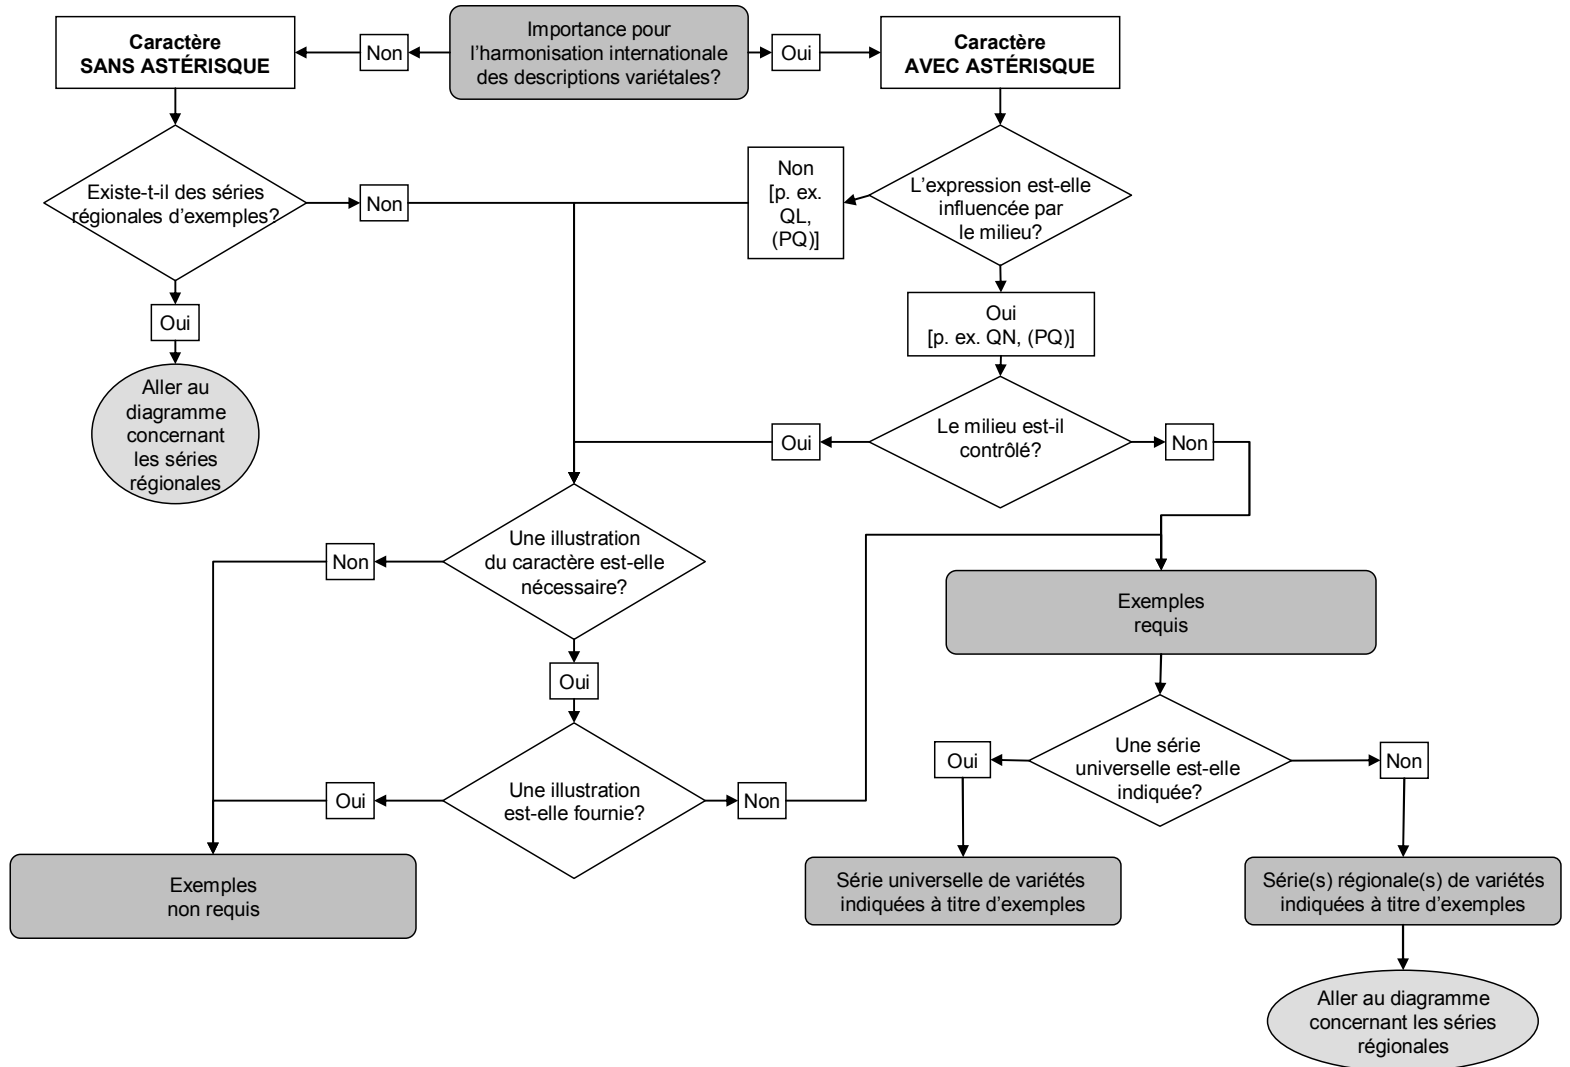 Caractère
SANS ASTÉRISQUE
Non
Importance pour
l'harmonisation internationale
des descriptions variétales?
Oui
Caractère
AVEC ASTÉRISQUE
Existe-t-il des séries
régionales d'exemples?
Non
Non
[p. ex.
QL,
(PQ)]
L'expression est-elle
influencée par
le milieu?
Oui
Oui
[p. ex. QN, (PQ)]
Aller au
diagramme
concernant
les séries
régionales
Oui
Le milieu est-il
contrôlé?
Non
Non
Une illustration
du caractère est-elle
nécessaire?
Exemples
requis
Oui
Oui
Une série
universelle est-elle
indiquée?
Non
Oui
Une illustration
est-elle fournie?
Non
Exemples
non requis
Série universelle de variétés
indiquées à titre d'exemples
Série(s) régionale(s) de variétés
indiquées à titre d'exemples
Aller au diagramme
concernant les séries
régionales